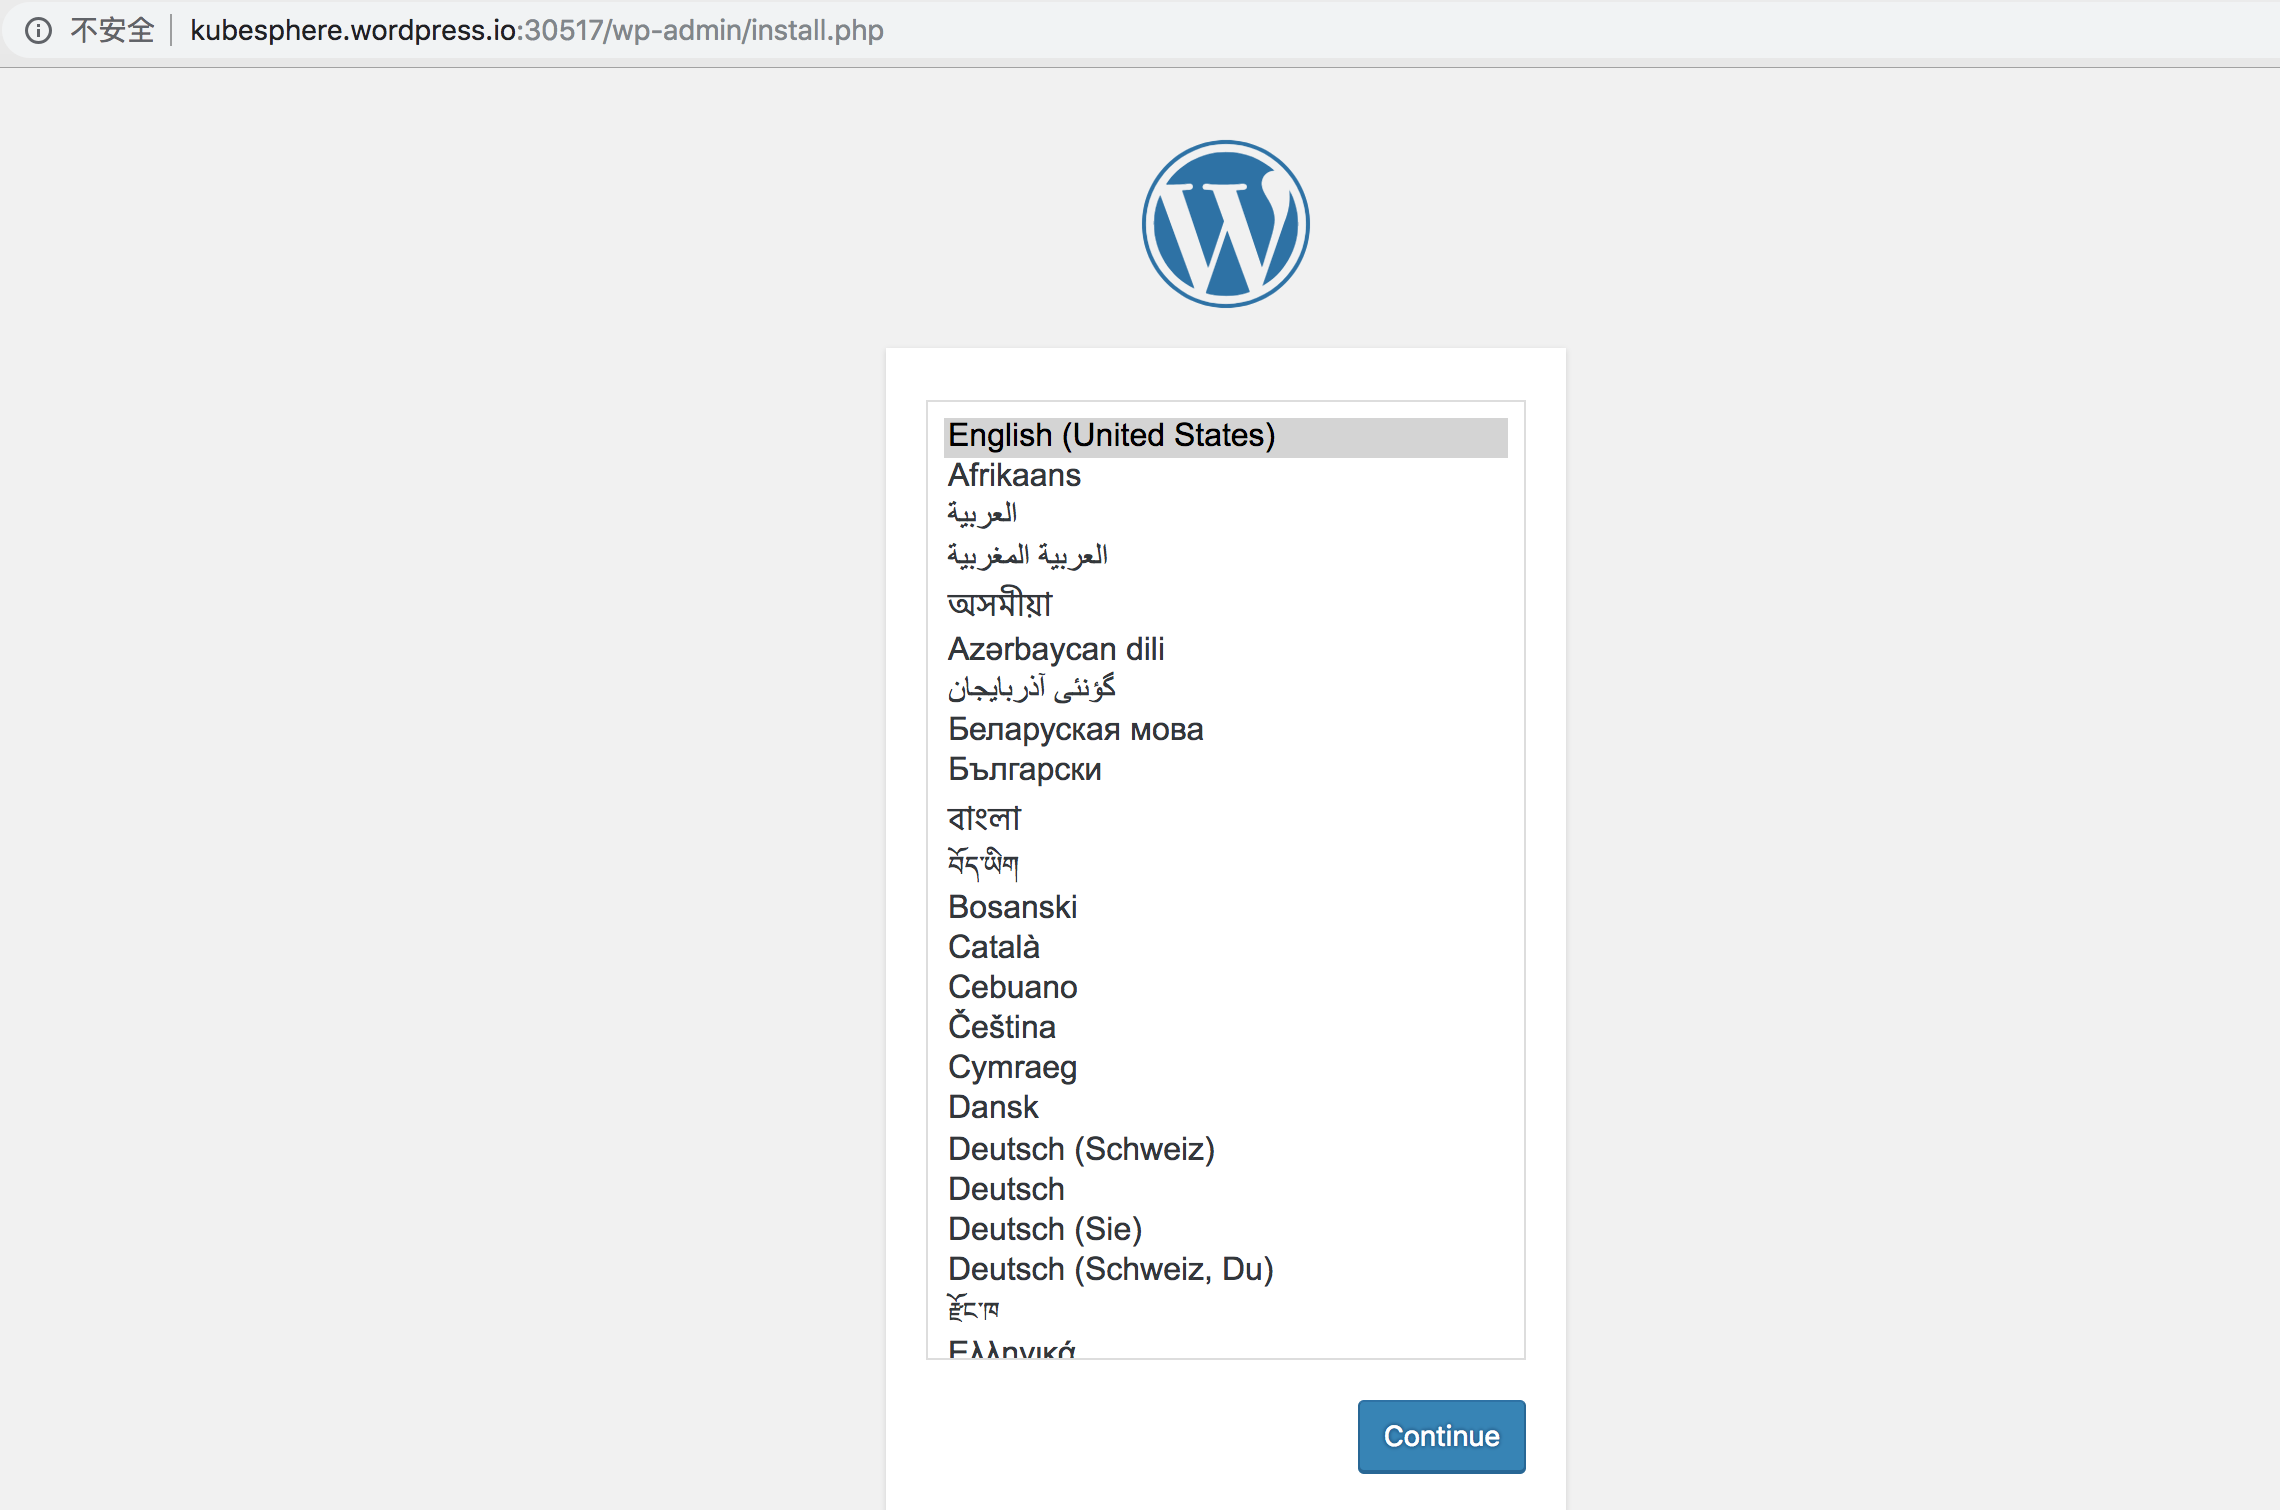 不安全 kubesphere.wordpress.io:30517/wp-admin/install.php
English (United States)
Afrikaans
العربية
العربية المغربية
অসমীয়া
Azərbaycan dili
گؤنئی آذربایجان
Беларуская мова
Български
বাংলা
བོད་ཡིག
Bosanski
Català
Cebuano
Čeština
Cymraeg
Dansk
Deutsch (Schweiz)
Deutsch
Deutsch (Sie)
Deutsch (Schweiz, Du)
རྫོང་ཁ
Ελληνικά
Continue